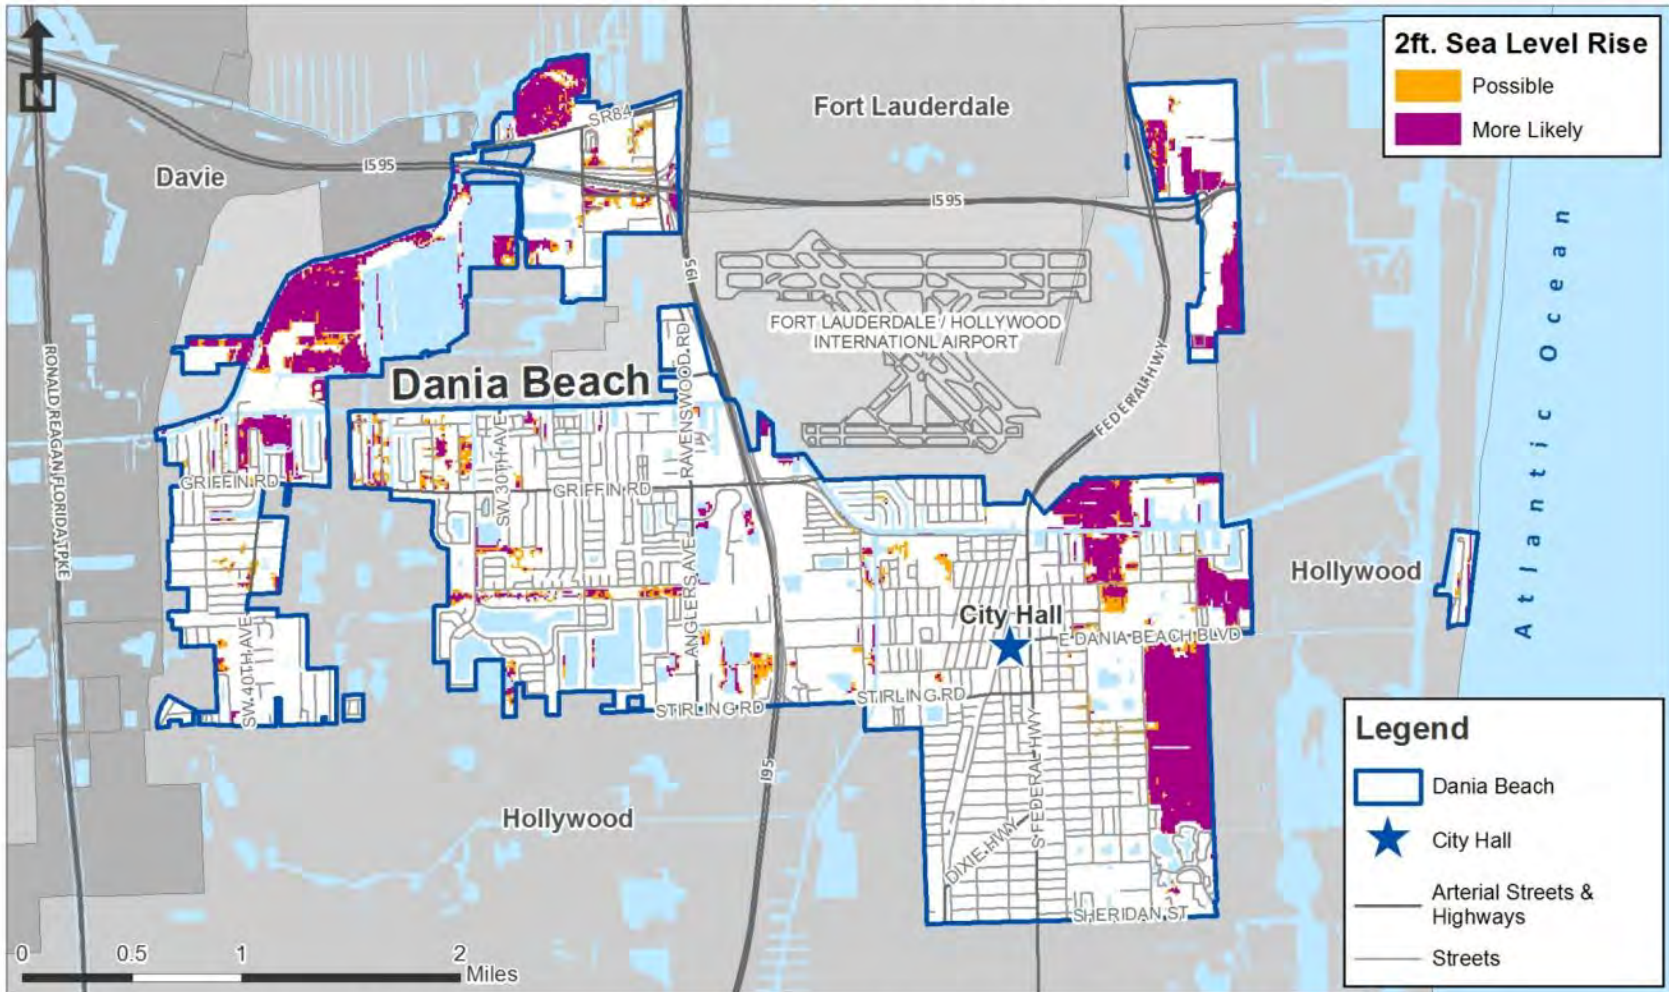 2ft. Sea Level Rise
Possible
More Likely
Fort Lauderdale
SR84
I595
Davie
I595
Atlantic Ocean
I95
FORT LAUDERDALE / HOLLYWOOD
INTERNATIONL AIRPORT
RONALD REAGAN FLORIDA TPKE
Dania Beach
RAVENSWOOD RD
FEDERAL HWY
SW 30TH AVE
GRIFFIN RD
GRIFFIN RD
ANGLERS AVE
Hollywood
City Hall
E DANIA BEACH BLVD
SW 40TH AVE
STIRLING RD
STIRLING RD
S FEDERAL HWY
I95
Hollywood
DIXIE HWY
SHERIDAN ST
Legend
Dania Beach
City Hall
Arterial Streets &
Highways
Streets
0 0.5 1 2
Miles